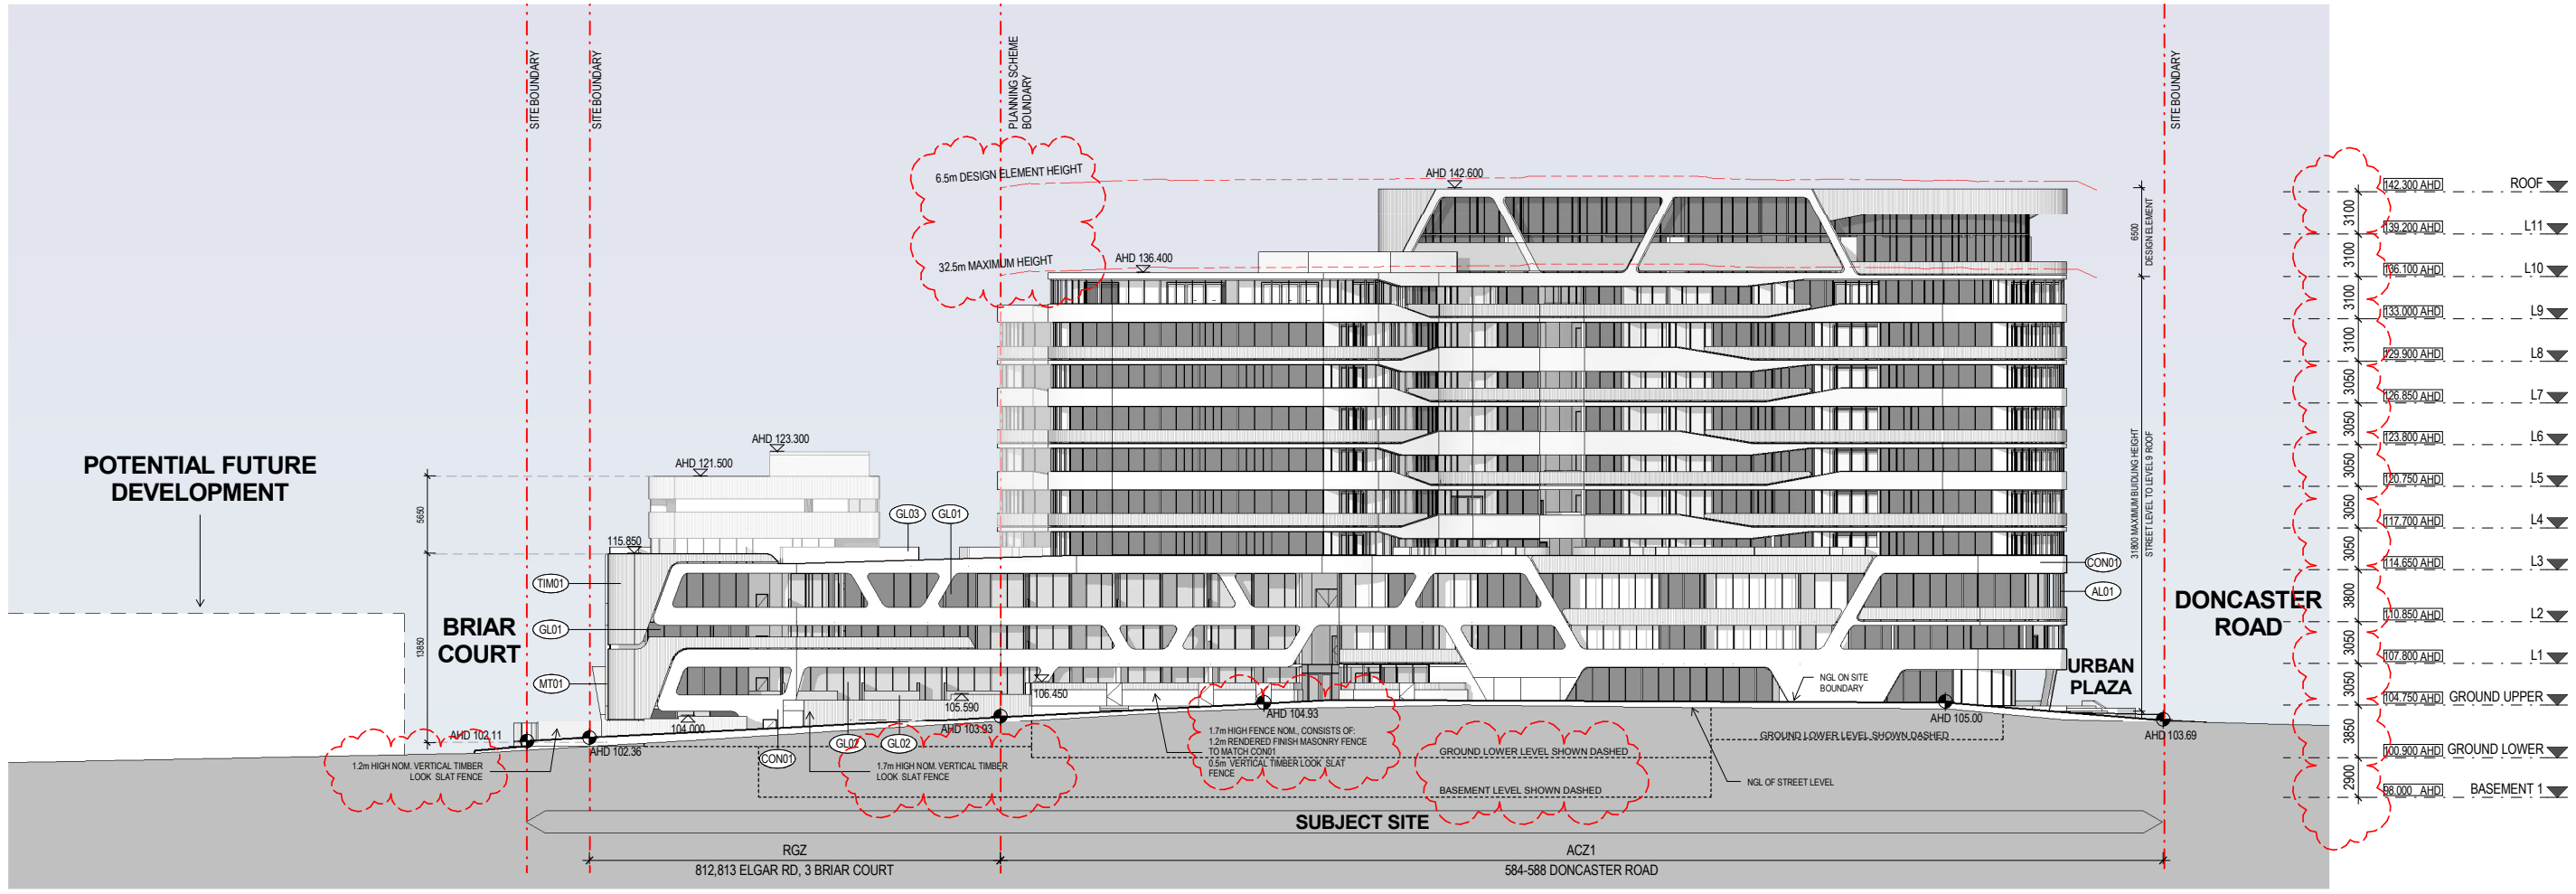 SITE BOUNDARY
SITE BOUNDARY
PLANNING SCHEME
BOUNDARY
SITE BOUNDARY
6.5m DESIGN ELEMENT HEIGHT
32.5m MAXIMUM HEIGHT
AHD 142.600
AHD 136.400
AHD 123.300
AHD 121.500
115.850
POTENTIAL FUTURE
DEVELOPMENT
5650
13850
BRIAR
COURT
GL03
GL01
TIM01
GL01
MT01
CON01
AL01
6500
DESIGN ELEMENT
31800 MAXIMUM BUIDLING HEIGHT
STREET LEVEL TO LEVEL 9 ROOF
DONCASTER
ROAD
URBAN
PLAZA
NGL ON SITE
BOUNDARY
106.450
105.590
104.000
AHD 103.93
AHD 104.93
AHD 105.00
AHD 103.69
AHD 102.11
AHD 102.36
GL02
GL02
CON01
1.2m HIGH NOM. VERTICAL TIMBER
LOOK SLAT FENCE
1.7m HIGH NOM. VERTICAL TIMBER
LOOK SLAT FENCE
1.7m HIGH FENCE NOM., CONSISTS OF:
1.2m RENDERED FINISH MASONRY FENCE
TO MATCH CON01
0.5m VERTICAL TIMBER LOOK SLAT
FENCE
GROUND LOWER LEVEL SHOWN DASHED
GROUND LOWER LEVEL SHOWN DASHED
BASEMENT LEVEL SHOWN DASHED
NGL OF STREET LEVEL
SUBJECT SITE
RGZ
812,813 ELGAR RD, 3 BRIAR COURT
ACZ1
584-588 DONCASTER ROAD
142.300 AHD ROOF
3100
139.200 AHD L11
3100
136.100 AHD L10
3100
133.000 AHD L9
3100
129.900 AHD L8
3050
126.850 AHD L7
3050
123.800 AHD L6
3050
120.750 AHD L5
3050
117.700 AHD L4
3050
114.650 AHD L3
3800
110.850 AHD L2
3050
107.800 AHD L1
3050
104.750 AHD GROUND UPPER
3850
100.900 AHD GROUND LOWER
2900
98.000 AHD BASEMENT 1